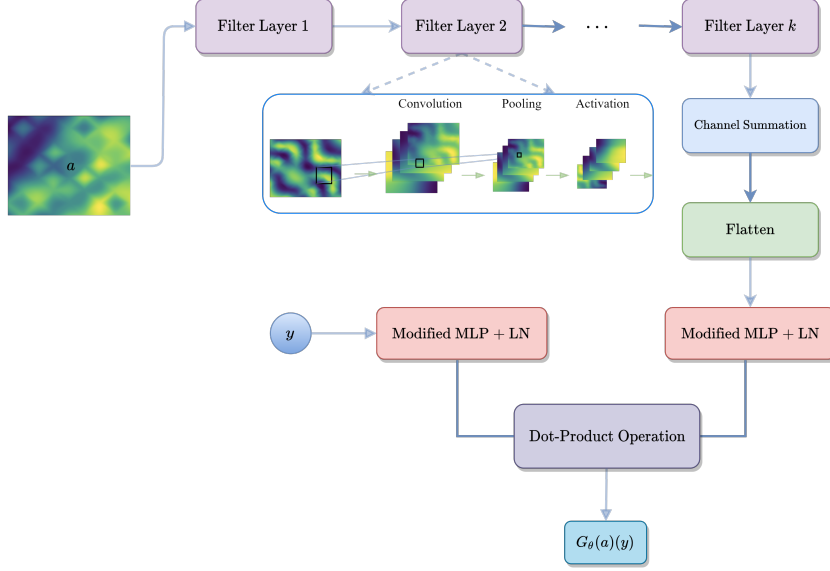 Filter Layer 1
Filter Layer 2
· · ·
Filter Layer k
Convolution
Pooling
Activation
a
Channel Summation
Flatten
y
Modified MLP + LN
Modified MLP + LN
Dot-Product Operation
G_θ(a)(y)